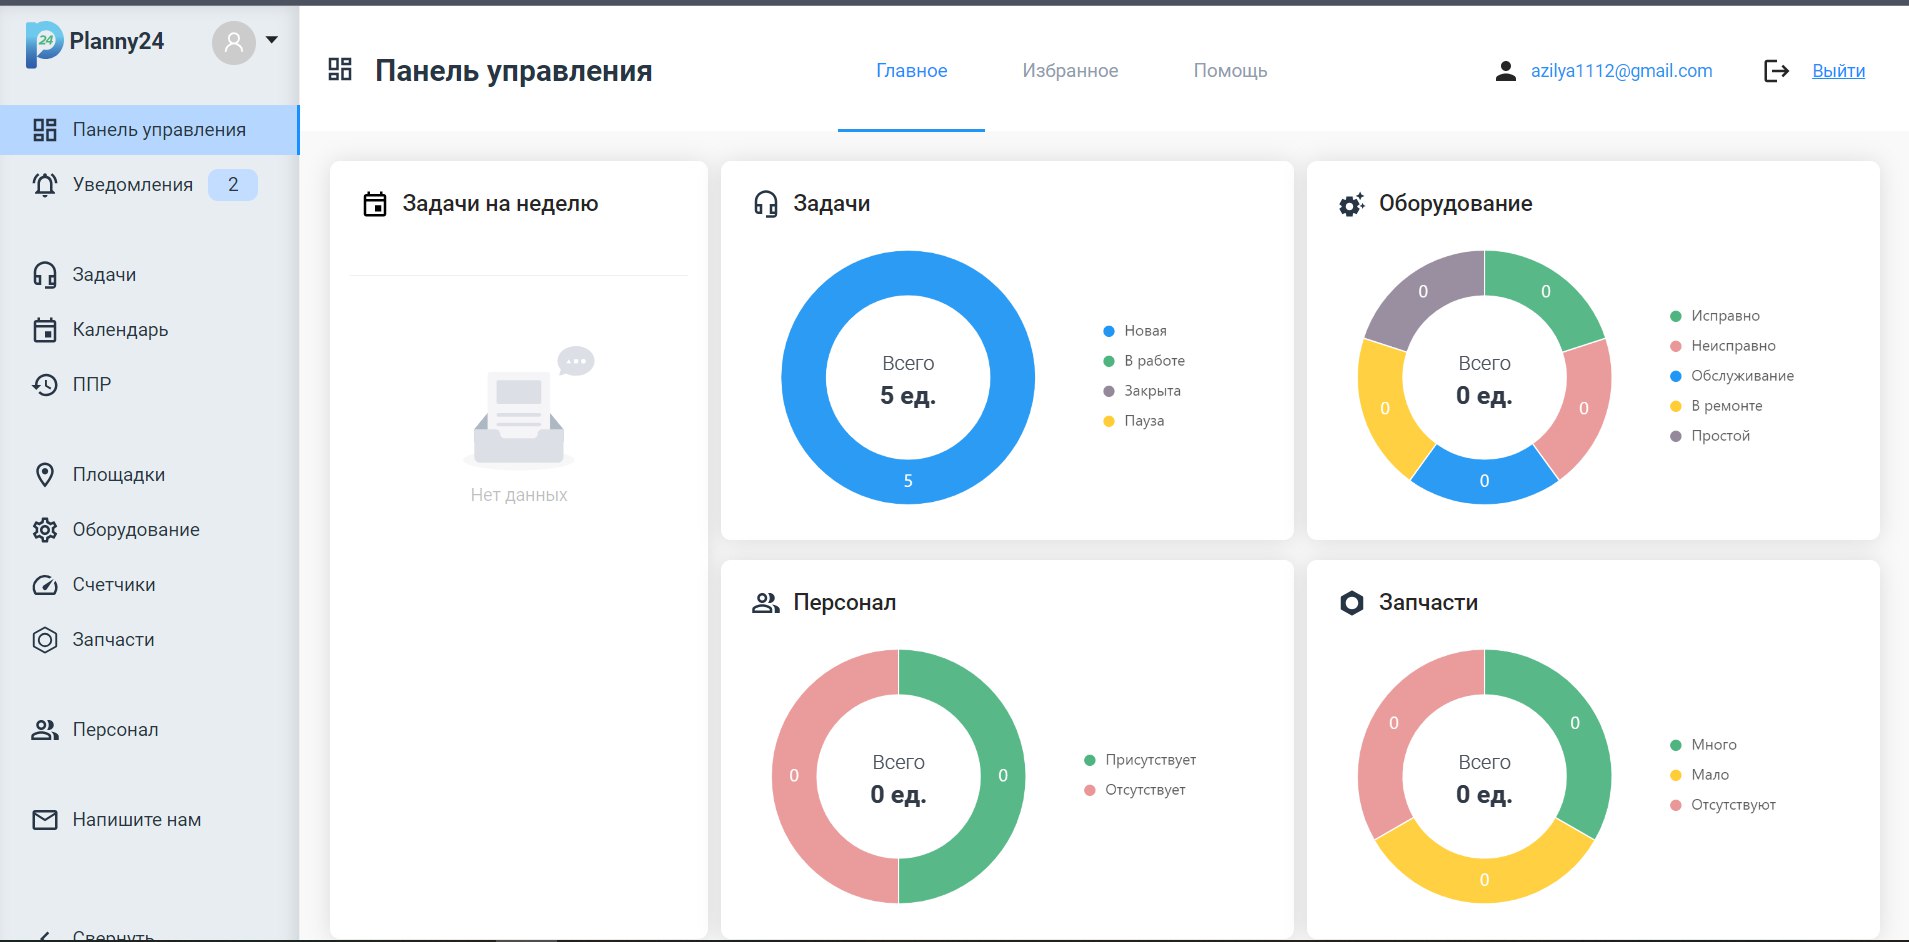 24
Planny24
Панель управления
Уведомления 2
Задачи
Календарь
ППР
Площадки
Оборудование
Счетчики
Запчасти
Персонал
Напишите нам
Свернуть
Панель управления
Главное
Избранное
Помощь
azilya1112@gmail.com
Выйти
Задачи на неделю
Нет данных
Задачи
Всего
5 ед.
5
Новая
В работе
Закрыта
Пауза
Оборудование
0
0
0
0
0
Всего
0 ед.
Исправно
Неисправно
Обслуживание
В ремонте
Простой
Персонал
0
0
Всего
0 ед.
Присутствует
Отсутствует
Запчасти
0
0
0
Всего
0 ед.
Много
Мало
Отсутствуют